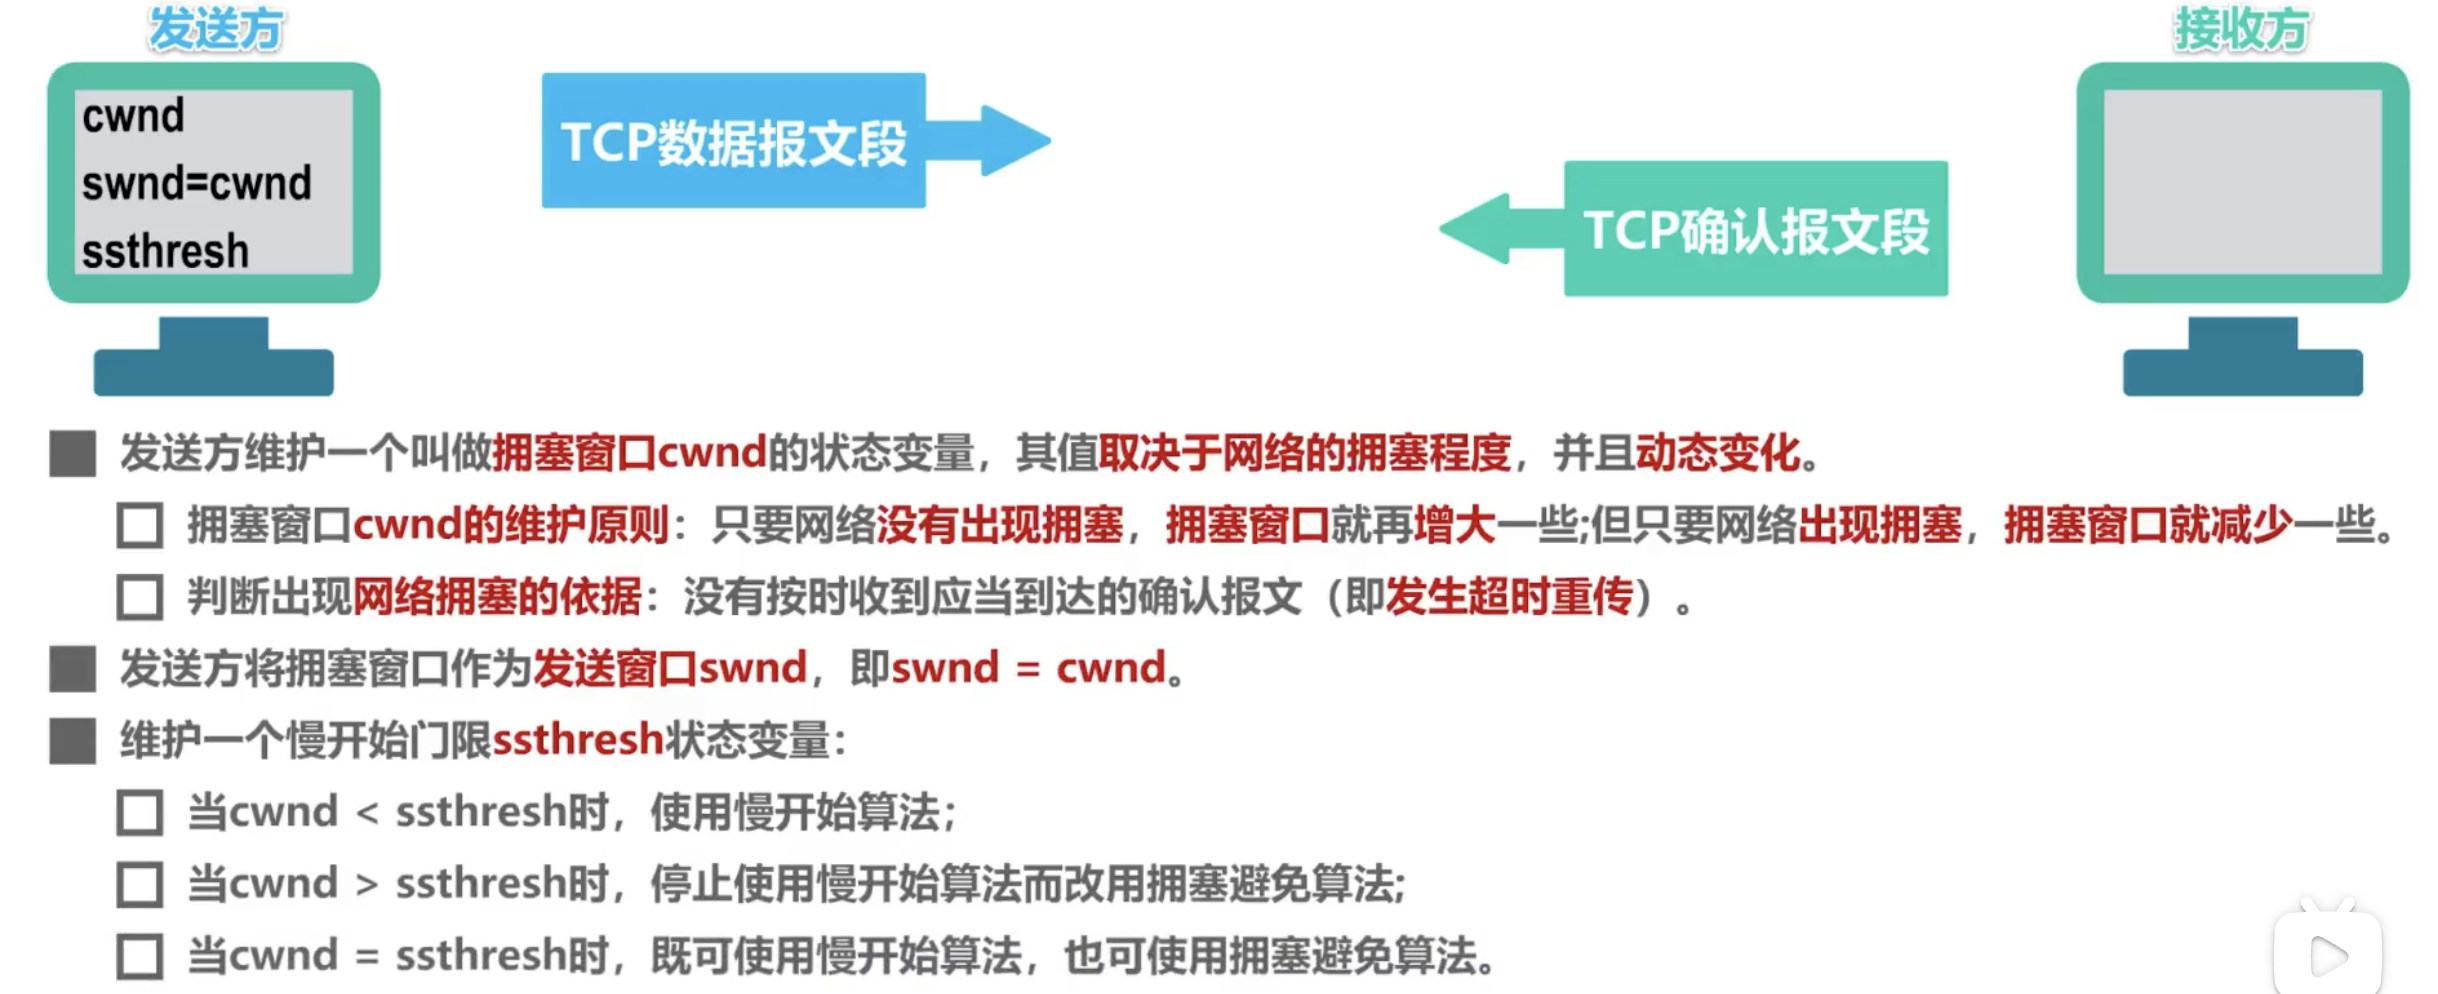 发送方
接收方
cwnd
swnd=cwnd
ssthresh
TCP数据报文段
TCP确认报文段
发送方维护一个叫做拥塞窗口cwnd的状态变量，其值取决于网络的拥塞程度，并且动态变化。
拥塞窗口cwnd的维护原则：只要网络没有出现拥塞，拥塞窗口就再增大一些;但只要网络出现拥塞，拥塞窗口就减少一些。
判断出现网络拥塞的依据：没有按时收到应当到达的确认报文（即发生超时重传）。
发送方将拥塞窗口作为发送窗口swnd，即swnd = cwnd。
维护一个慢开始门限ssthresh状态变量：
当cwnd < ssthresh时，使用慢开始算法；
当cwnd > ssthresh时，停止使用慢开始算法而改用拥塞避免算法;
当cwnd = ssthresh时，既可使用慢开始算法，也可使用拥塞避免算法。